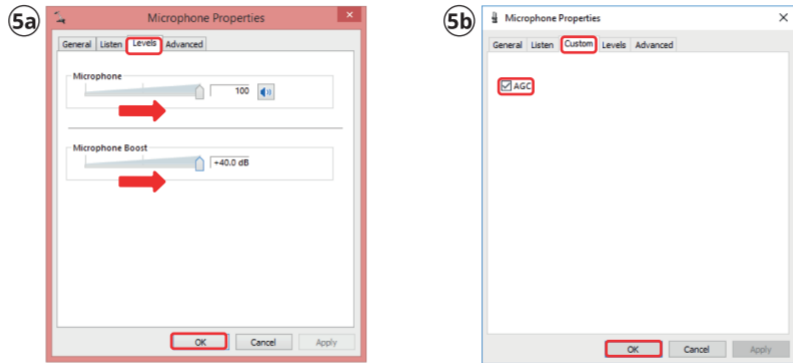 5a
Microphone Properties
×
General Listen Levels Advanced
Microphone
100
Microphone Boost
+40.0 dB
OK Cancel Apply
5b
Microphone Properties
×
General Listen Custom Levels Advanced
AGC
OK Cancel Apply